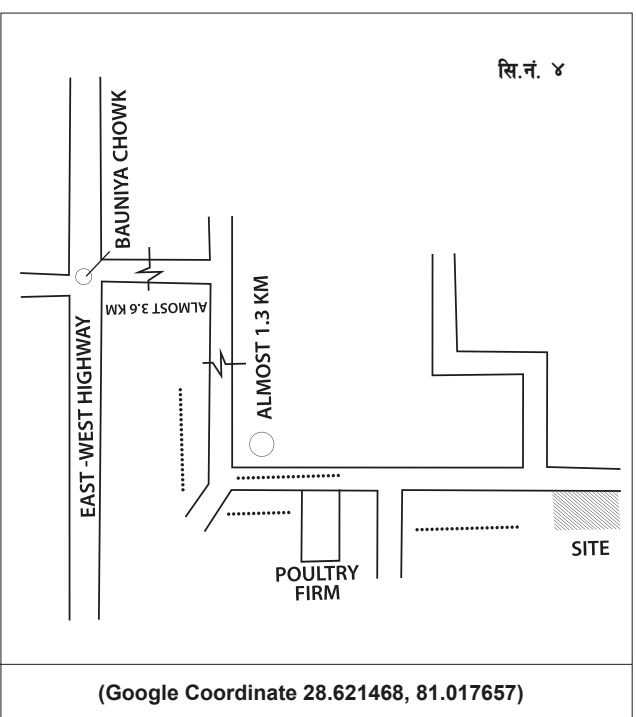 सि.नं. ४
BAUNIYA CHOWK
ALMOST 3.6 KM
ALMOST 1.3 KM
EAST -WEST HIGHWAY
POULTRY
FIRM
SITE
(Google Coordinate 28.621468, 81.017657)